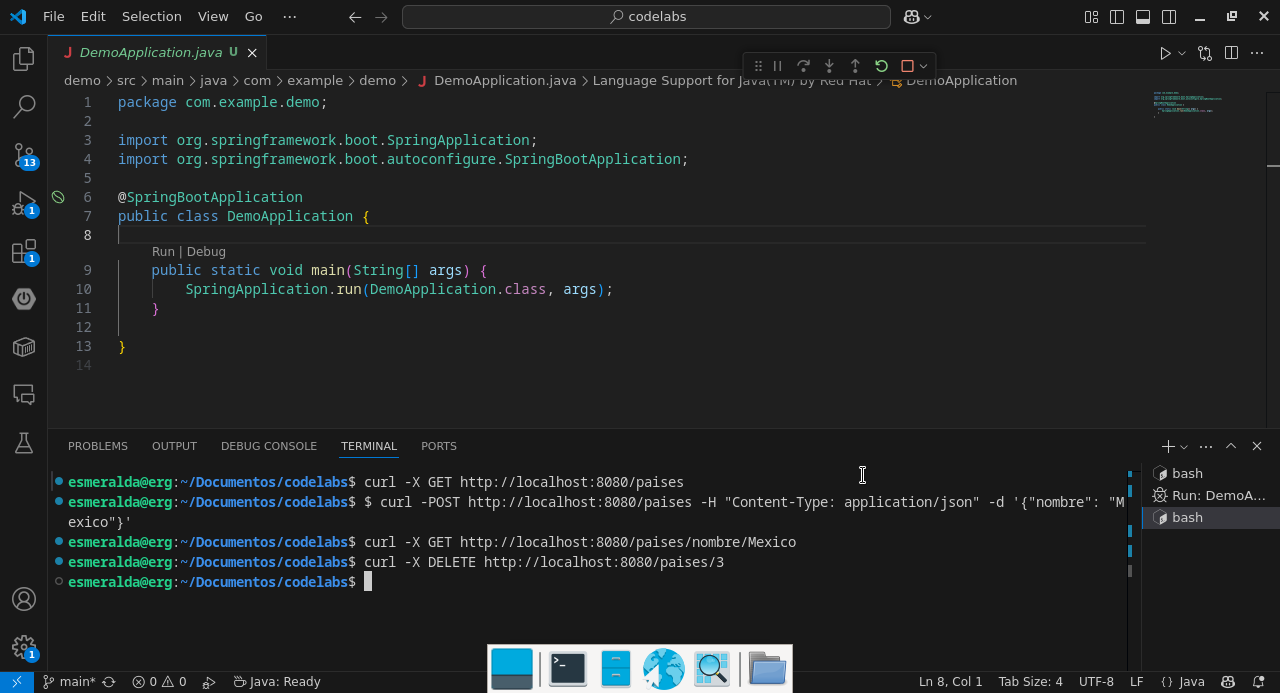 File Edit Selection View Go ··· codelabs
DemoApplication.java U
demo > src > main > java > com > example > demo > DemoApplication.java > Language Support for Java(TM) by Red Hat > DemoApplication
1 package com.example.demo;
2
3 import org.springframework.boot.SpringApplication;
4 import org.springframework.boot.autoconfigure.SpringBootApplication;
5
6 @SpringBootApplication
7 public class DemoApplication {
8
Run | Debug
9 public static void main(String[] args) {
10 SpringApplication.run(DemoApplication.class, args);
11 }
12
13 }
14
13
1
1
PROBLEMS OUTPUT DEBUG CONSOLE TERMINAL PORTS
esmeralda@erg:~/Documentos/codelabs$ curl -X GET http://localhost:8080/paises
esmeralda@erg:~/Documentos/codelabs$ $ curl -POST http://localhost:8080/paises -H "Content-Type: application/json" -d '{"nombre": "M
exico"}'
esmeralda@erg:~/Documentos/codelabs$ curl -X GET http://localhost:8080/paises/nombre/Mexico
esmeralda@erg:~/Documentos/codelabs$ curl -X DELETE http://localhost:8080/paises/3
esmeralda@erg:~/Documentos/codelabs$
bash
Run: DemoA...
bash
1
main* 0 0 Java: Ready Ln 8, Col 1 Tab Size: 4 UTF-8 LF {} Java